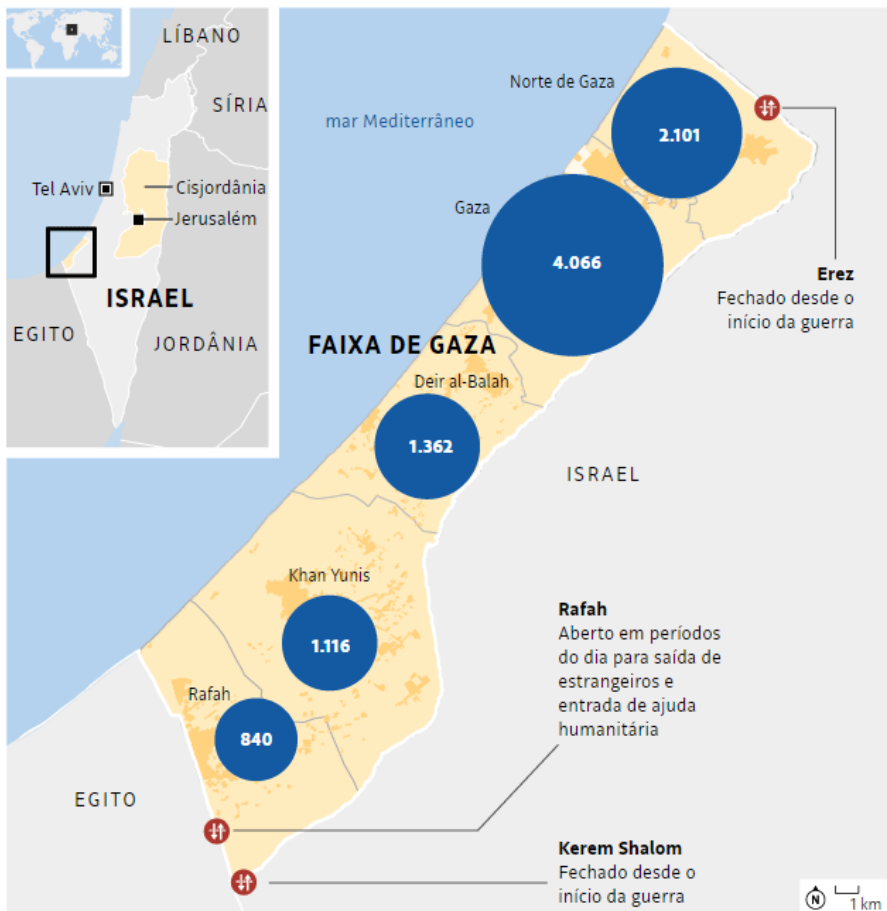 LÍBANO
SÍRIA
Tel Aviv
Cisjordânia
Jerusalém
ISRAEL
EGITO
JORDÂNIA
mar Mediterrâneo
Norte de Gaza
2.101
Gaza
4.066
Erez
Fechado desde o
início da guerra
FAIXA DE GAZA
Deir al-Balah
1.362
ISRAEL
Khan Yunis
1.116
Rafah
840
Rafah
Aberto em períodos
do dia para saída de
estrangeiros e
entrada de ajuda
humanitária
EGITO
Kerem Shalom
Fechado desde o
início da guerra
N
1 km